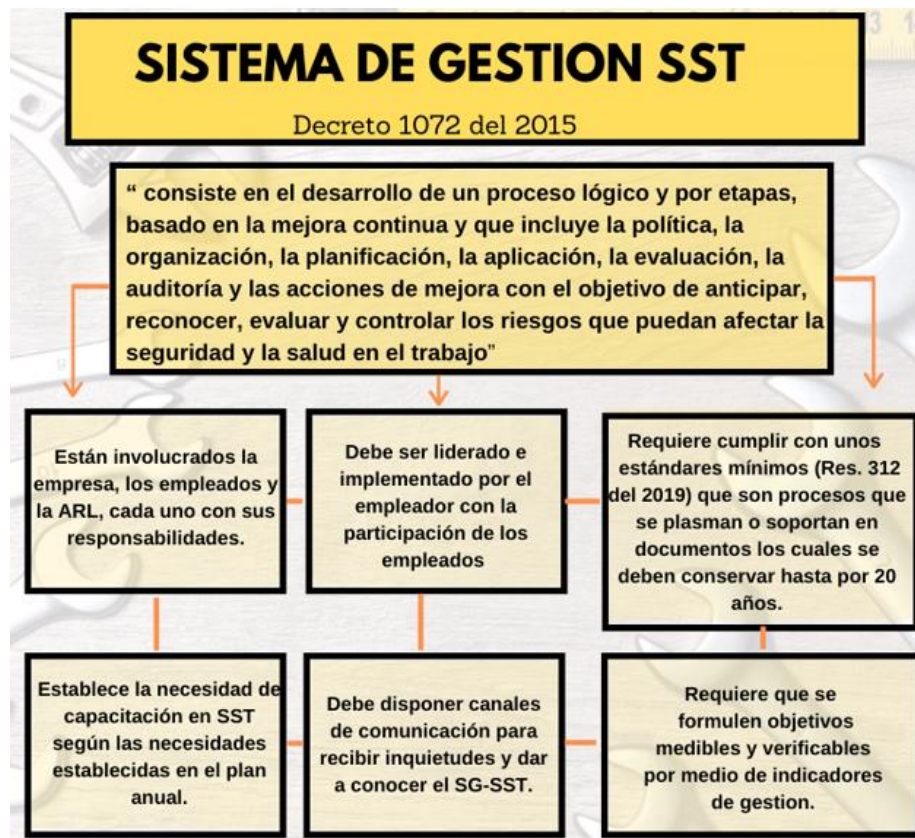 SISTEMA DE GESTION SST
Decreto 1072 del 2015
“ consiste en el desarrollo de un proceso lógico y por etapas,
basado en la mejora continua y que incluye la política, la
organización, la planificación, la aplicación, la evaluación, la
auditoría y las acciones de mejora con el objetivo de anticipar,
reconocer, evaluar y controlar los riesgos que puedan afectar la
seguridad y la salud en el trabajo”
Están involucrados la
empresa, los empleados y
la ARL, cada uno con sus
responsabilidades.
Debe ser liderado e
implementado por el
empleador con la
participación de los
empleados
Requiere cumplir con unos
estándares mínimos (Res. 312
del 2019) que son procesos que
se plasman o soportan en
documentos los cuales se
deben conservar hasta por 20
años.
Establece la necesidad de
capacitación en SST
según las necesidades
establecidas en el plan
anual.
Debe disponer canales
de comunicación para
recibir inquietudes y dar
a conocer el SG-SST.
Requiere que se
formulen objetivos
medibles y verificables
por medio de indicadores
de gestion.